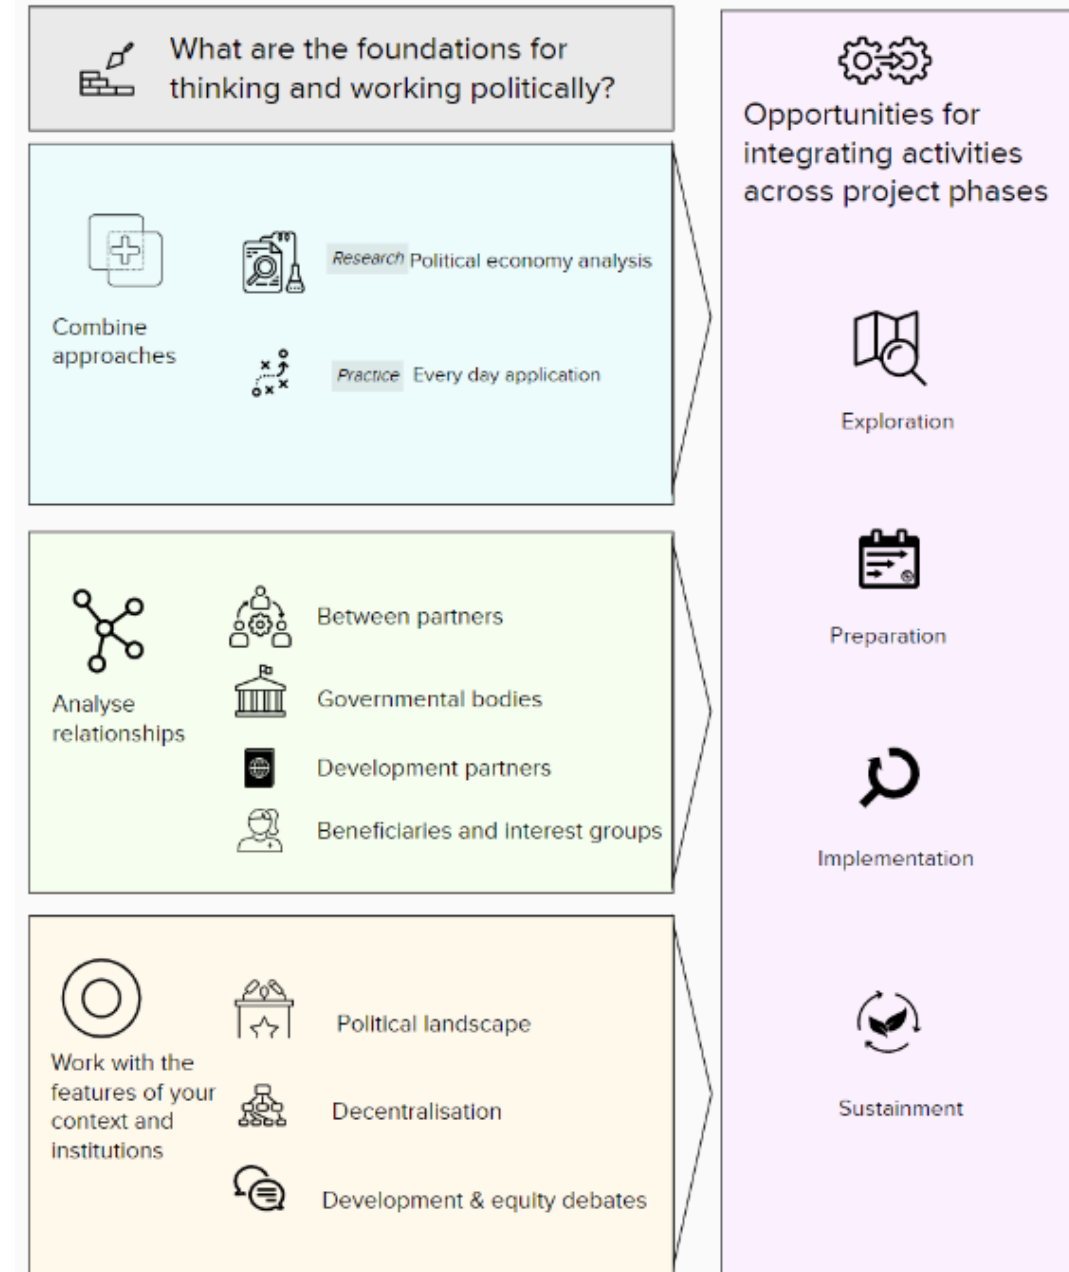 What are the foundations for
thinking and working politically?
Combine
approaches
Research Political economy analysis
Practice Every day application
Analyse
relationships
Between partners
Governmental bodies
Development partners
Beneficiaries and interest groups
Work with the
features of your
context and
institutions
Political landscape
Decentralisation
Development & equity debates
Opportunities for
integrating activities
across project phases
Exploration
Preparation
Implementation
Sustainment